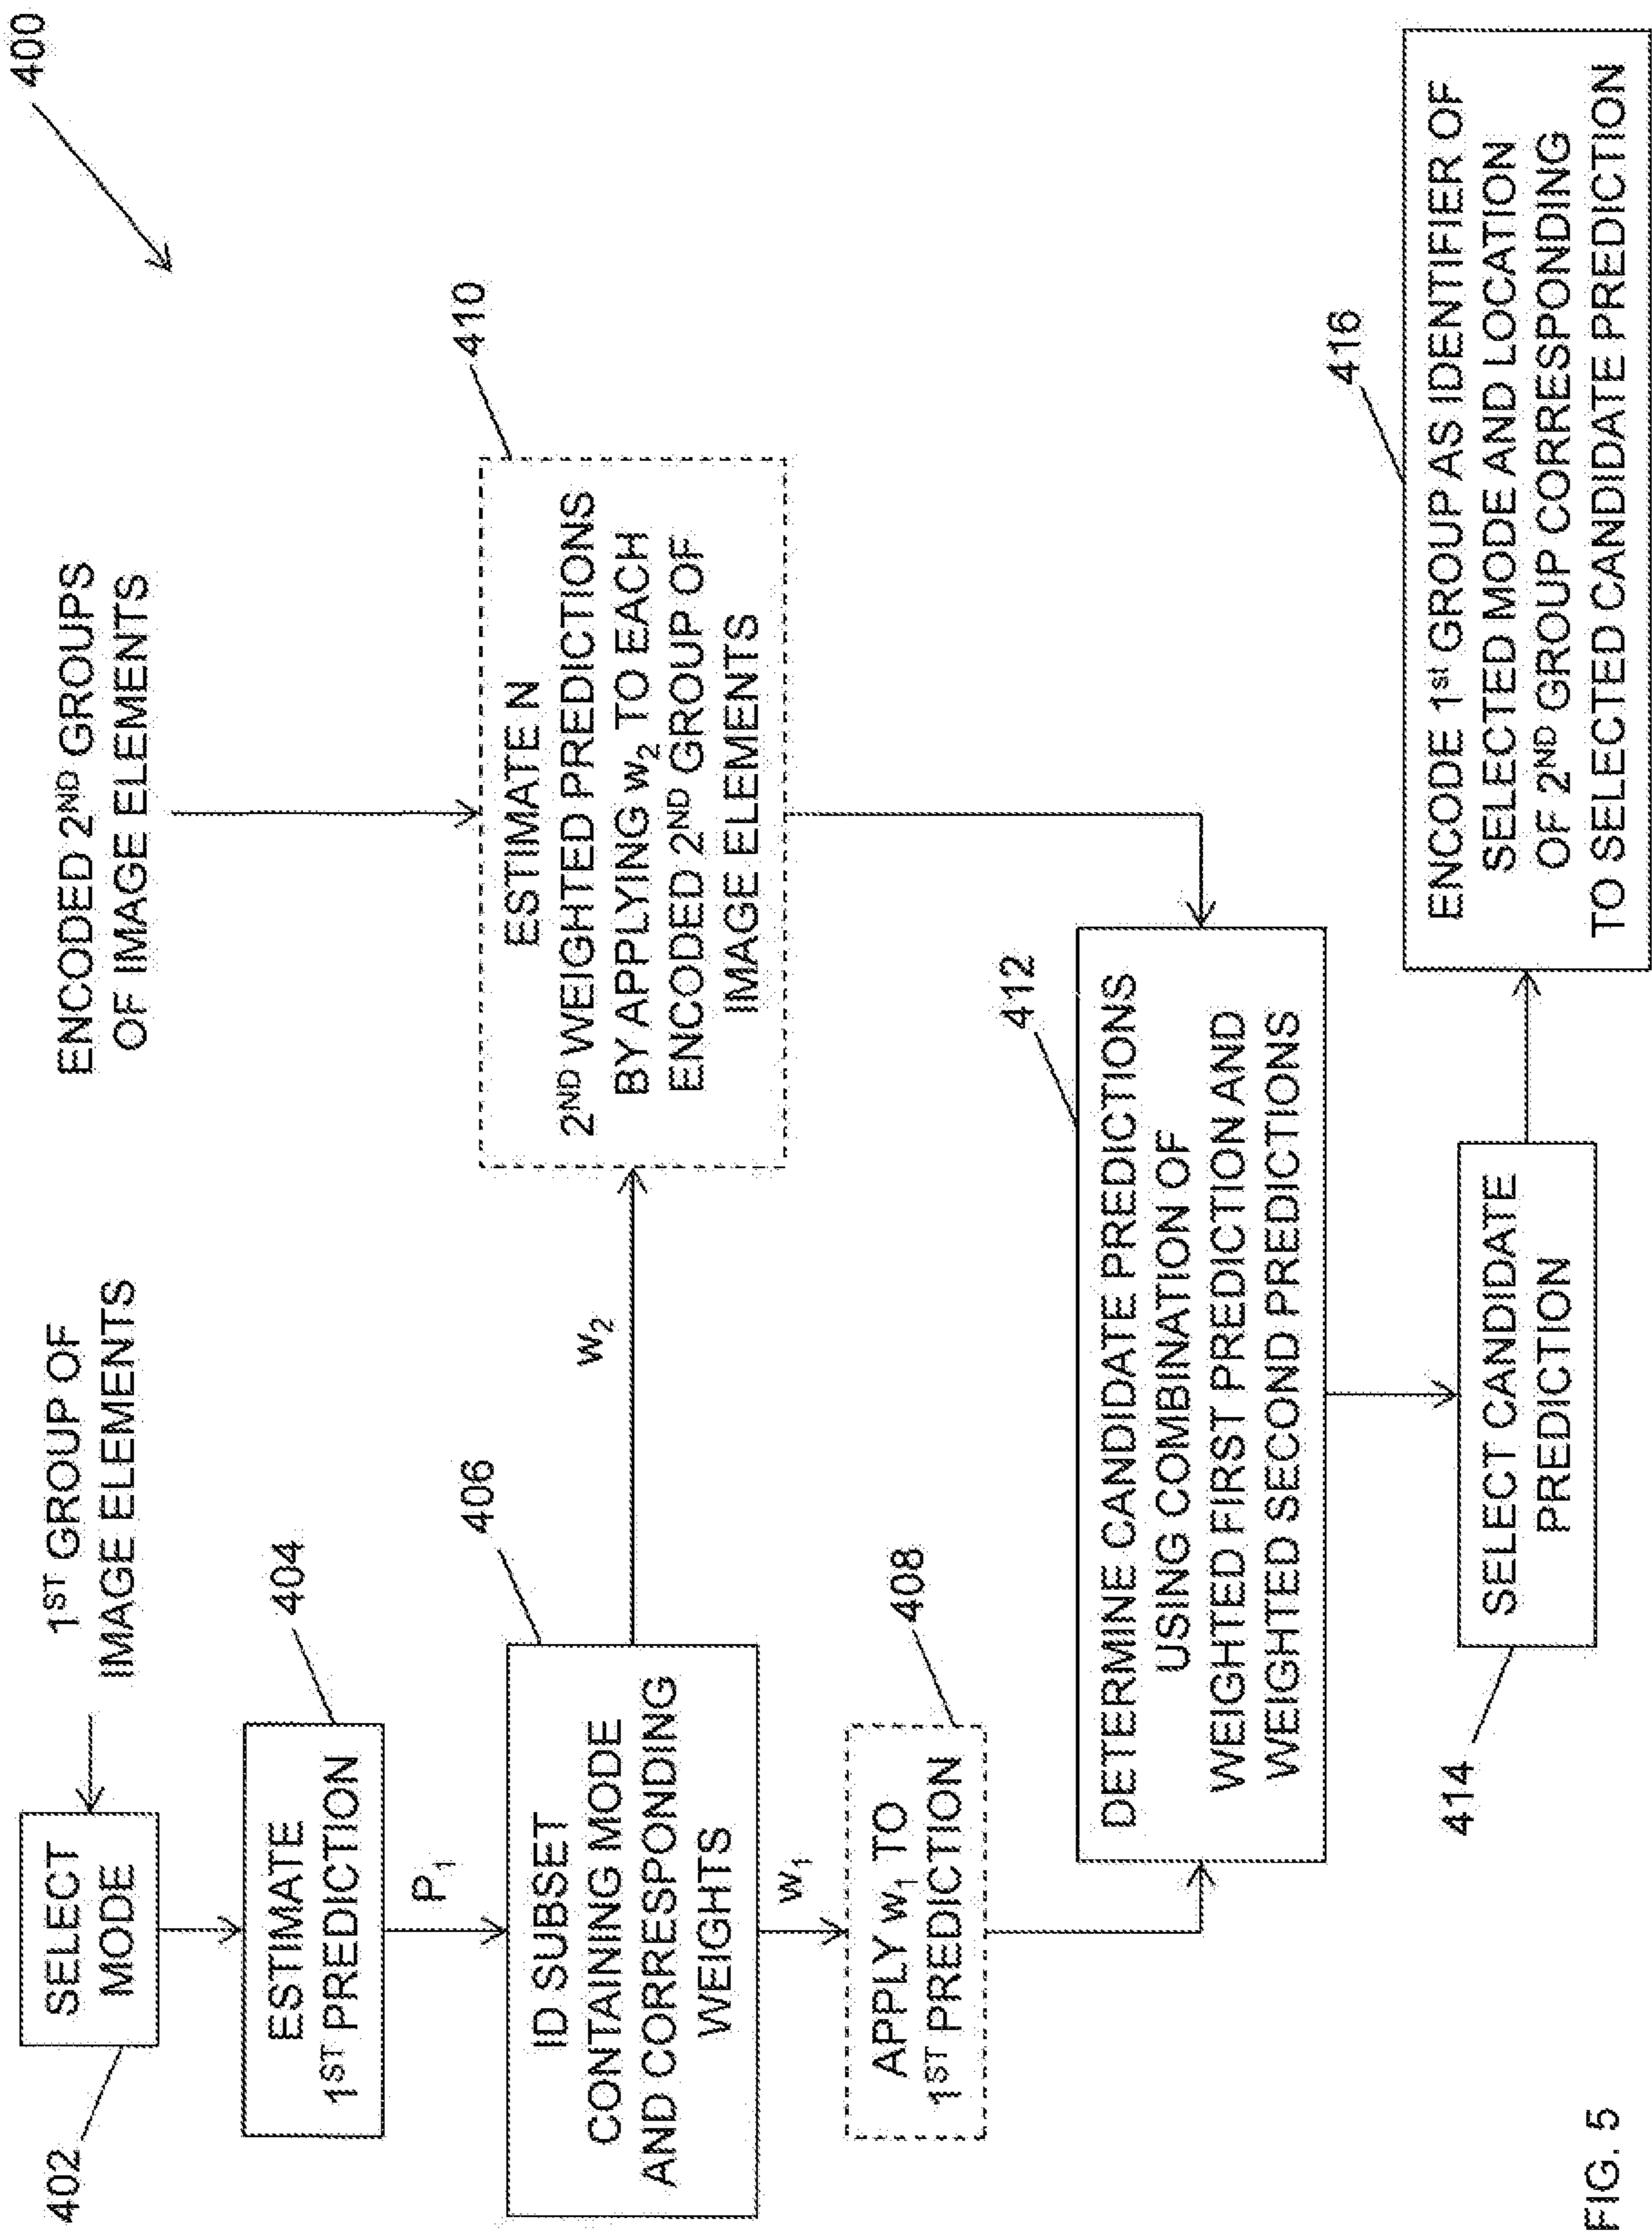 400
1ST GROUP OF
IMAGE ELEMENTS
ENCODED 2ND GROUPS
OF IMAGE ELEMENTS
402
SELECT
MODE
404
ESTIMATE
1ST PREDICTION
P1
406
ID SUBSET
CONTAINING MODE
AND CORRESPONDING
WEIGHTS
w2
410
ESTIMATE N
2ND WEIGHTED PREDICTIONS
BY APPLYING w2 TO EACH
ENCODED 2ND GROUP OF
IMAGE ELEMENTS
w1
408
APPLY w1 TO
1ST PREDICTION
412
DETERMINE CANDIDATE PREDICTIONS
USING COMBINATION OF
WEIGHTED FIRST PREDICTION AND
WEIGHTED SECOND PREDICTIONS
414
SELECT CANDIDATE
PREDICTION
416
ENCODE 1st GROUP AS IDENTIFIER OF
SELECTED MODE AND LOCATION
OF 2ND GROUP CORRESPONDING
TO SELECTED CANDIDATE PREDICTION
FIG. 5